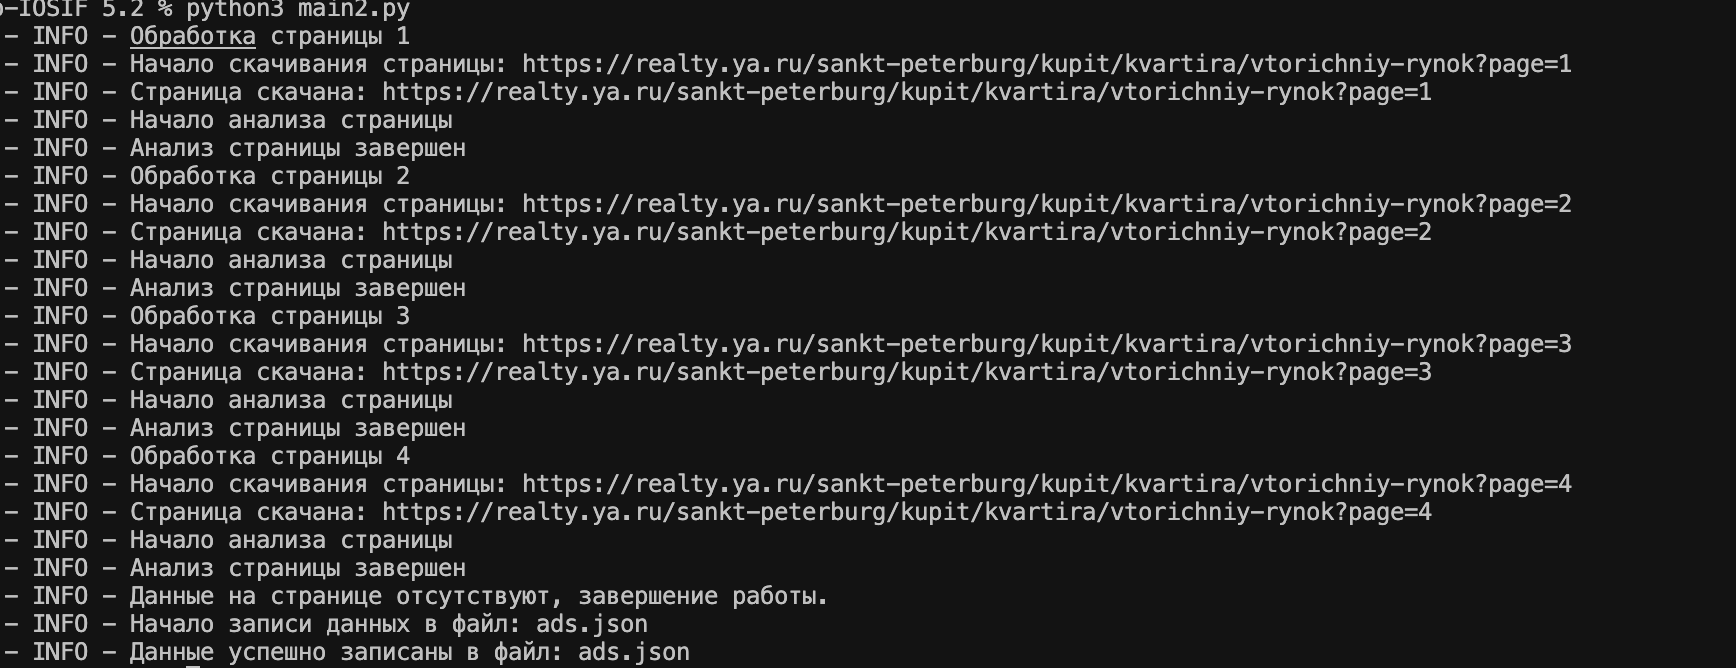 o-IOSIF 5.2 % python3 main2.py
- INFO - Обработка страницы 1
- INFO - Начало скачивания страницы: https://realty.ya.ru/sankt-peterburg/kupit/kvartira/vtorichniy-rynok?page=1
- INFO - Страница скачана: https://realty.ya.ru/sankt-peterburg/kupit/kvartira/vtorichniy-rynok?page=1
- INFO - Начало анализа страницы
- INFO - Анализ страницы завершен
- INFO - Обработка страницы 2
- INFO - Начало скачивания страницы: https://realty.ya.ru/sankt-peterburg/kupit/kvartira/vtorichniy-rynok?page=2
- INFO - Страница скачана: https://realty.ya.ru/sankt-peterburg/kupit/kvartira/vtorichniy-rynok?page=2
- INFO - Начало анализа страницы
- INFO - Анализ страницы завершен
- INFO - Обработка страницы 3
- INFO - Начало скачивания страницы: https://realty.ya.ru/sankt-peterburg/kupit/kvartira/vtorichniy-rynok?page=3
- INFO - Страница скачана: https://realty.ya.ru/sankt-peterburg/kupit/kvartira/vtorichniy-rynok?page=3
- INFO - Начало анализа страницы
- INFO - Анализ страницы завершен
- INFO - Обработка страницы 4
- INFO - Начало скачивания страницы: https://realty.ya.ru/sankt-peterburg/kupit/kvartira/vtorichniy-rynok?page=4
- INFO - Страница скачана: https://realty.ya.ru/sankt-peterburg/kupit/kvartira/vtorichniy-rynok?page=4
- INFO - Начало анализа страницы
- INFO - Анализ страницы завершен
- INFO - Данные на странице отсутствуют, завершение работы.
- INFO - Начало записи данных в файл: ads.json
- INFO - Данные успешно записаны в файл: ads.json